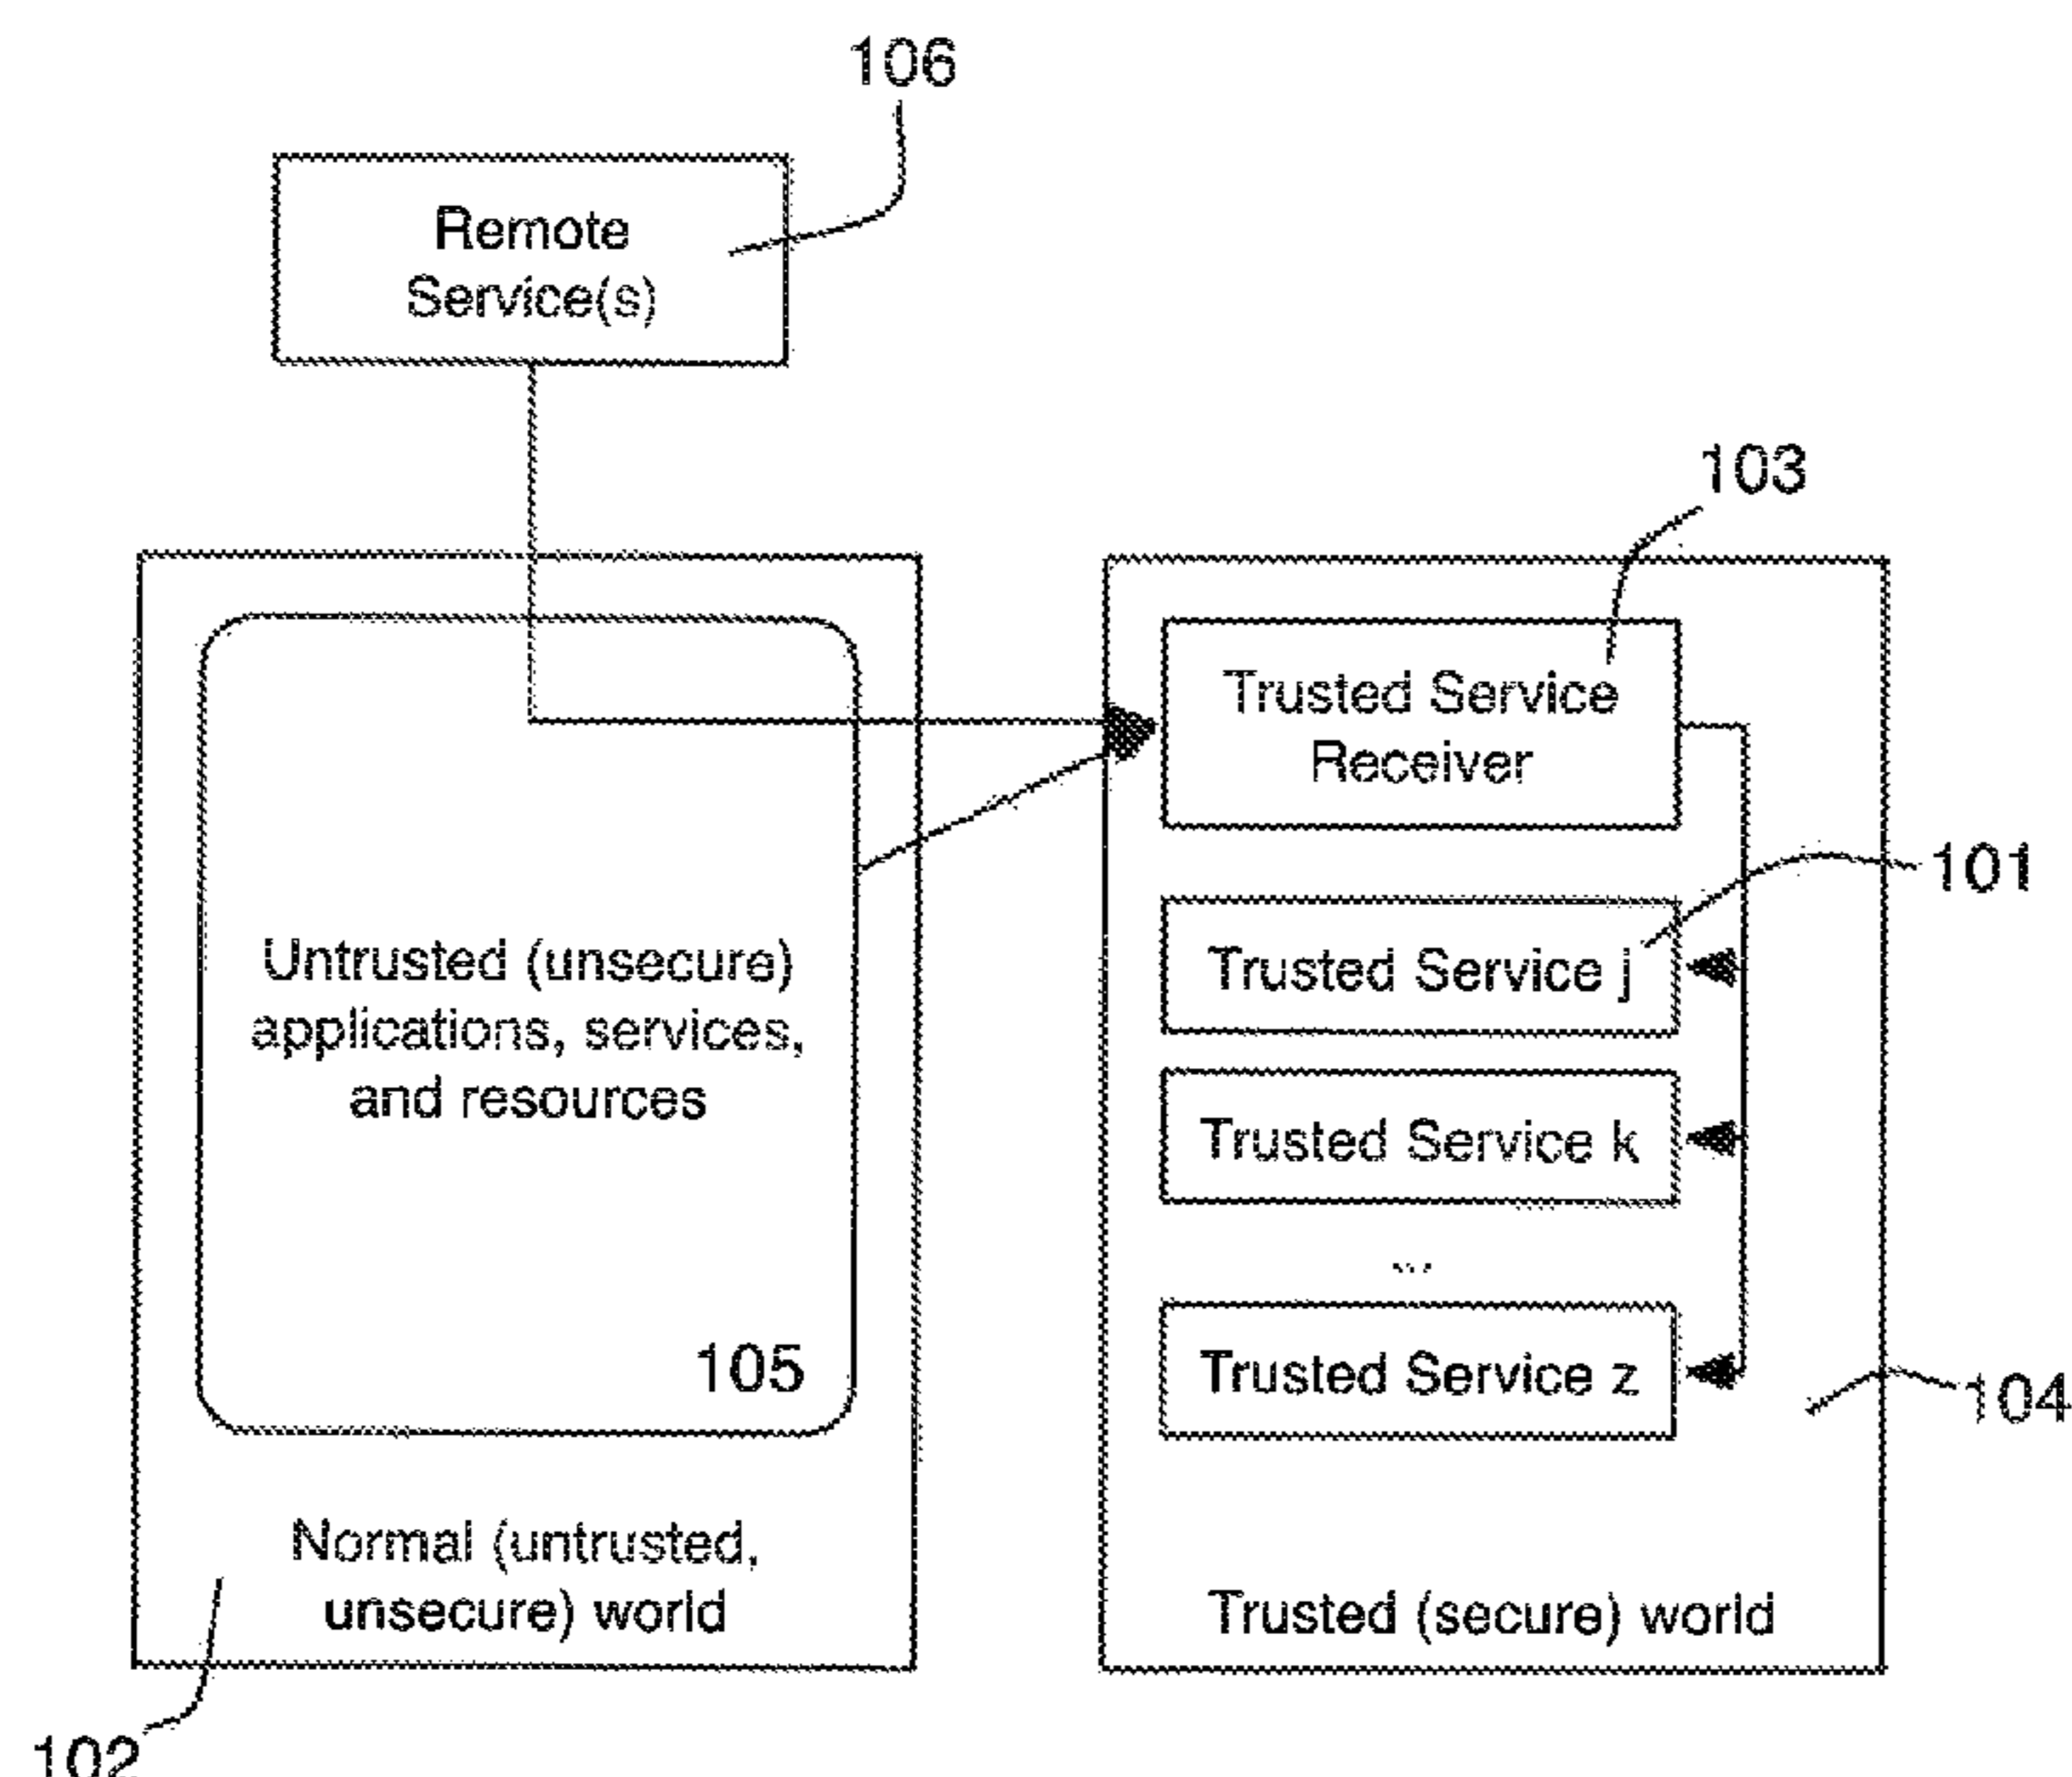 106
Remote
Service(s)
103
Trusted Service
Receiver
101
Trusted Service j
Untrusted (unsecure)
applications, services,
and resources
Trusted Service k
...
105
Trusted Service z
104
Normal (untrusted,
unsecure) world
Trusted (secure) world
102